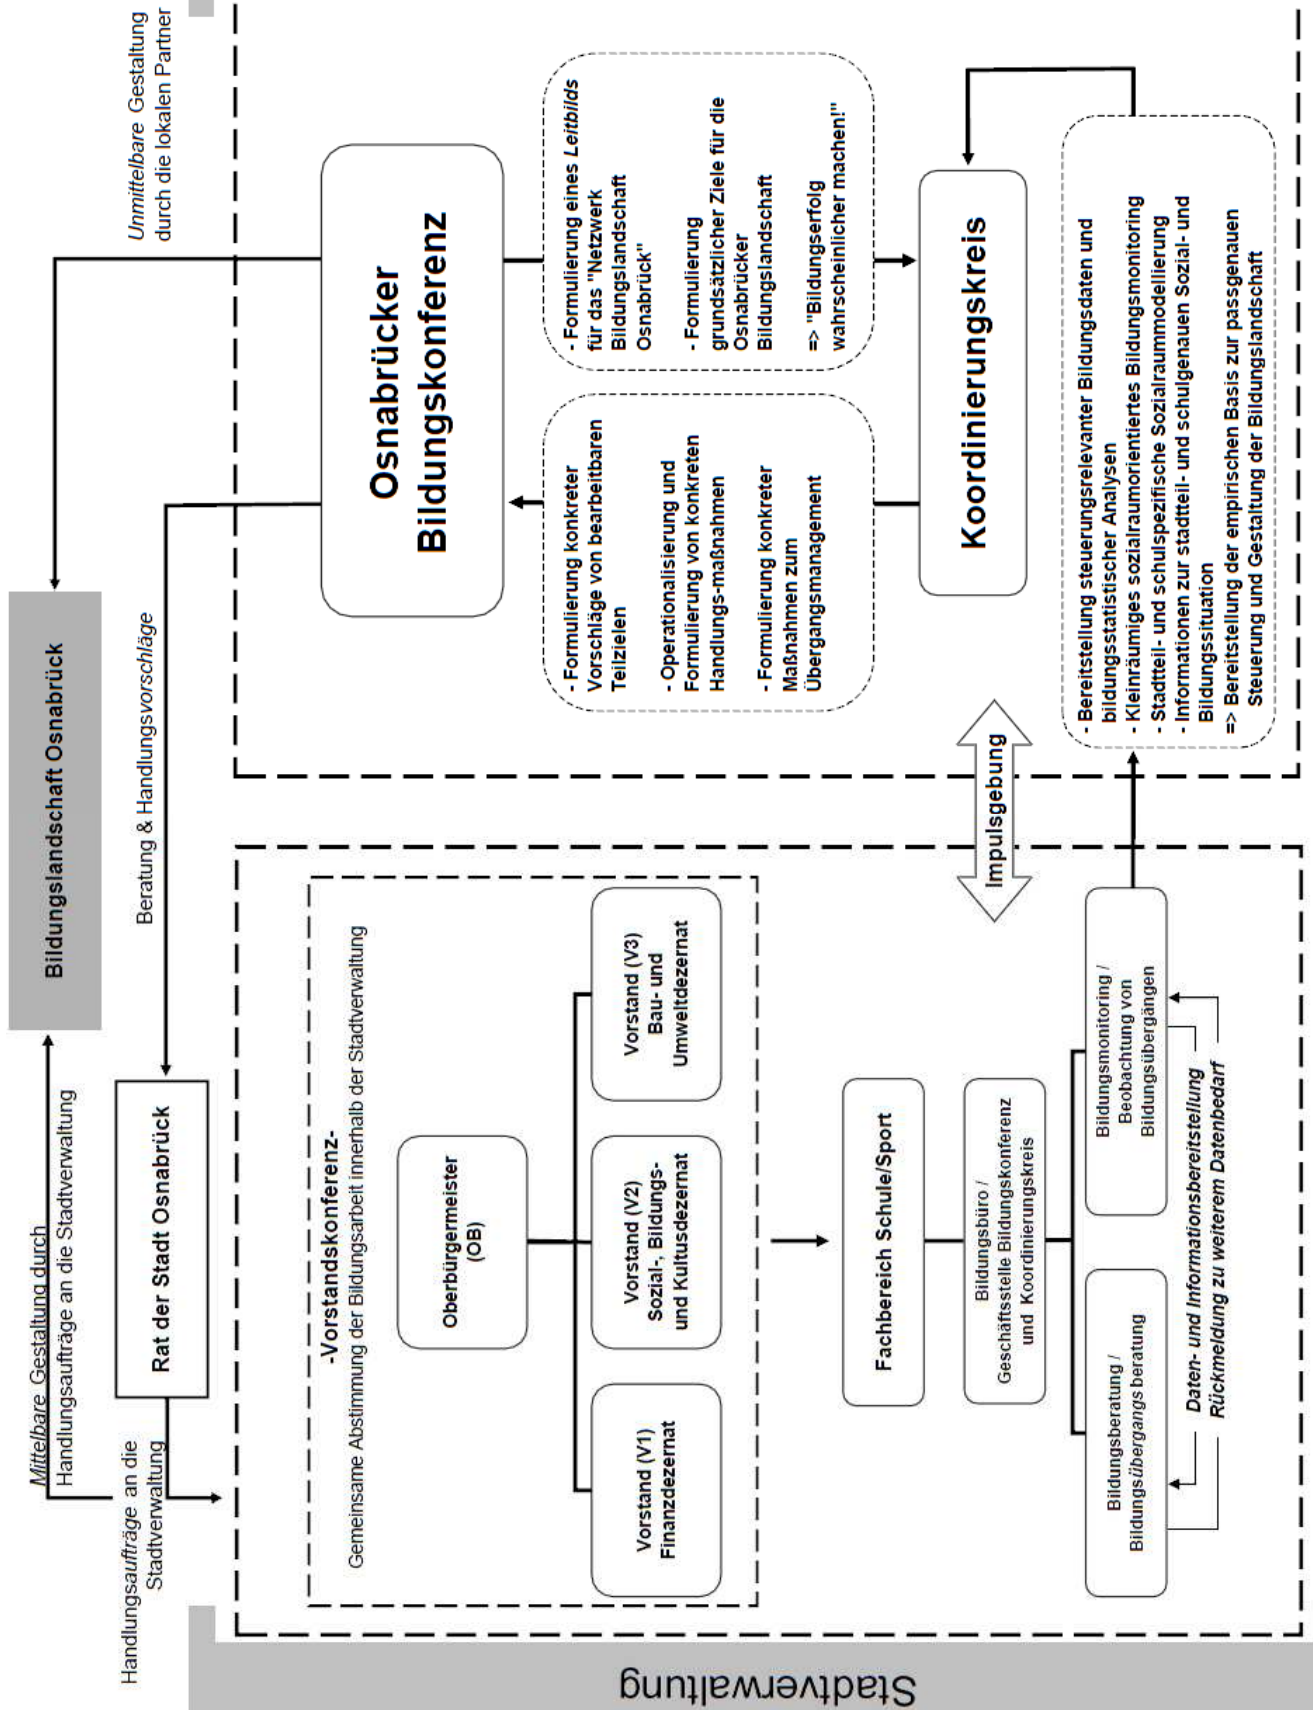 Bildungslandschaft Osnabrück
Mittelbare Gestaltung durch
Handlungsaufträge an die Stadtverwaltung
Unmittelbare Gestaltung
durch die lokalen Partner
Handlungsaufträge an die
Stadtverwaltung
Rat der Stadt Osnabrück
Beratung & Handlungsvorschläge
Stadtverwaltung
-Vorstandskonferenz-
Gemeinsame Abstimmung der Bildungsarbeit innerhalb der Stadtverwaltung
Oberbürgermeister
(OB)
Vorstand (V1)
Finanzdezernat
Vorstand (V2)
Sozial-, Bildungs-
und Kultusdezernat
Vorstand (V3)
Bau- und
Umweltdezernat
Fachbereich Schule/Sport
Bildungsbüro /
Geschäftsstelle Bildungskonferenz
und Koordinierungskreis
Bildungsberatung /
Bildungsübergangs beratung
Bildungsmonitoring /
Beobachtung von
Bildungsübergängen
Daten- und Informationsbereitstellung
Rückmeldung zu weiterem Datenbedarf
Impulsgebung
Osnabrücker
Bildungskonferenz
- Formulierung konkreter
Vorschläge von bearbeitbaren
Teilzielen
- Operationalisierung und
Formulierung von konkreten
Handlungs-maßnahmen
- Formulierung konkreter
Maßnahmen zum
Übergangsmanagement
- Formulierung eines Leitbilds
für das "Netzwerk
Bildungslandschaft
Osnabrück"
- Formulierung
grundsätzlicher Ziele für die
Osnabrücker
Bildungslandschaft
=> "Bildungserfolg
wahrscheinlicher machen!"
Koordinierungskreis
- Bereitstellung steuerungsrelevanter Bildungsdaten und
bildungsstatistischer Analysen
- Kleinräumiges sozialraumorientiertes Bildungsmonitoring
- Stadtteil- und schulspezifische Sozialraummodellierung
- Informationen zur stadtteil- und schulgenauen Sozial- und
Bildungssituation
=> Bereitstellung der empirischen Basis zur passgenauen
Steuerung und Gestaltung der Bildungslandschaft